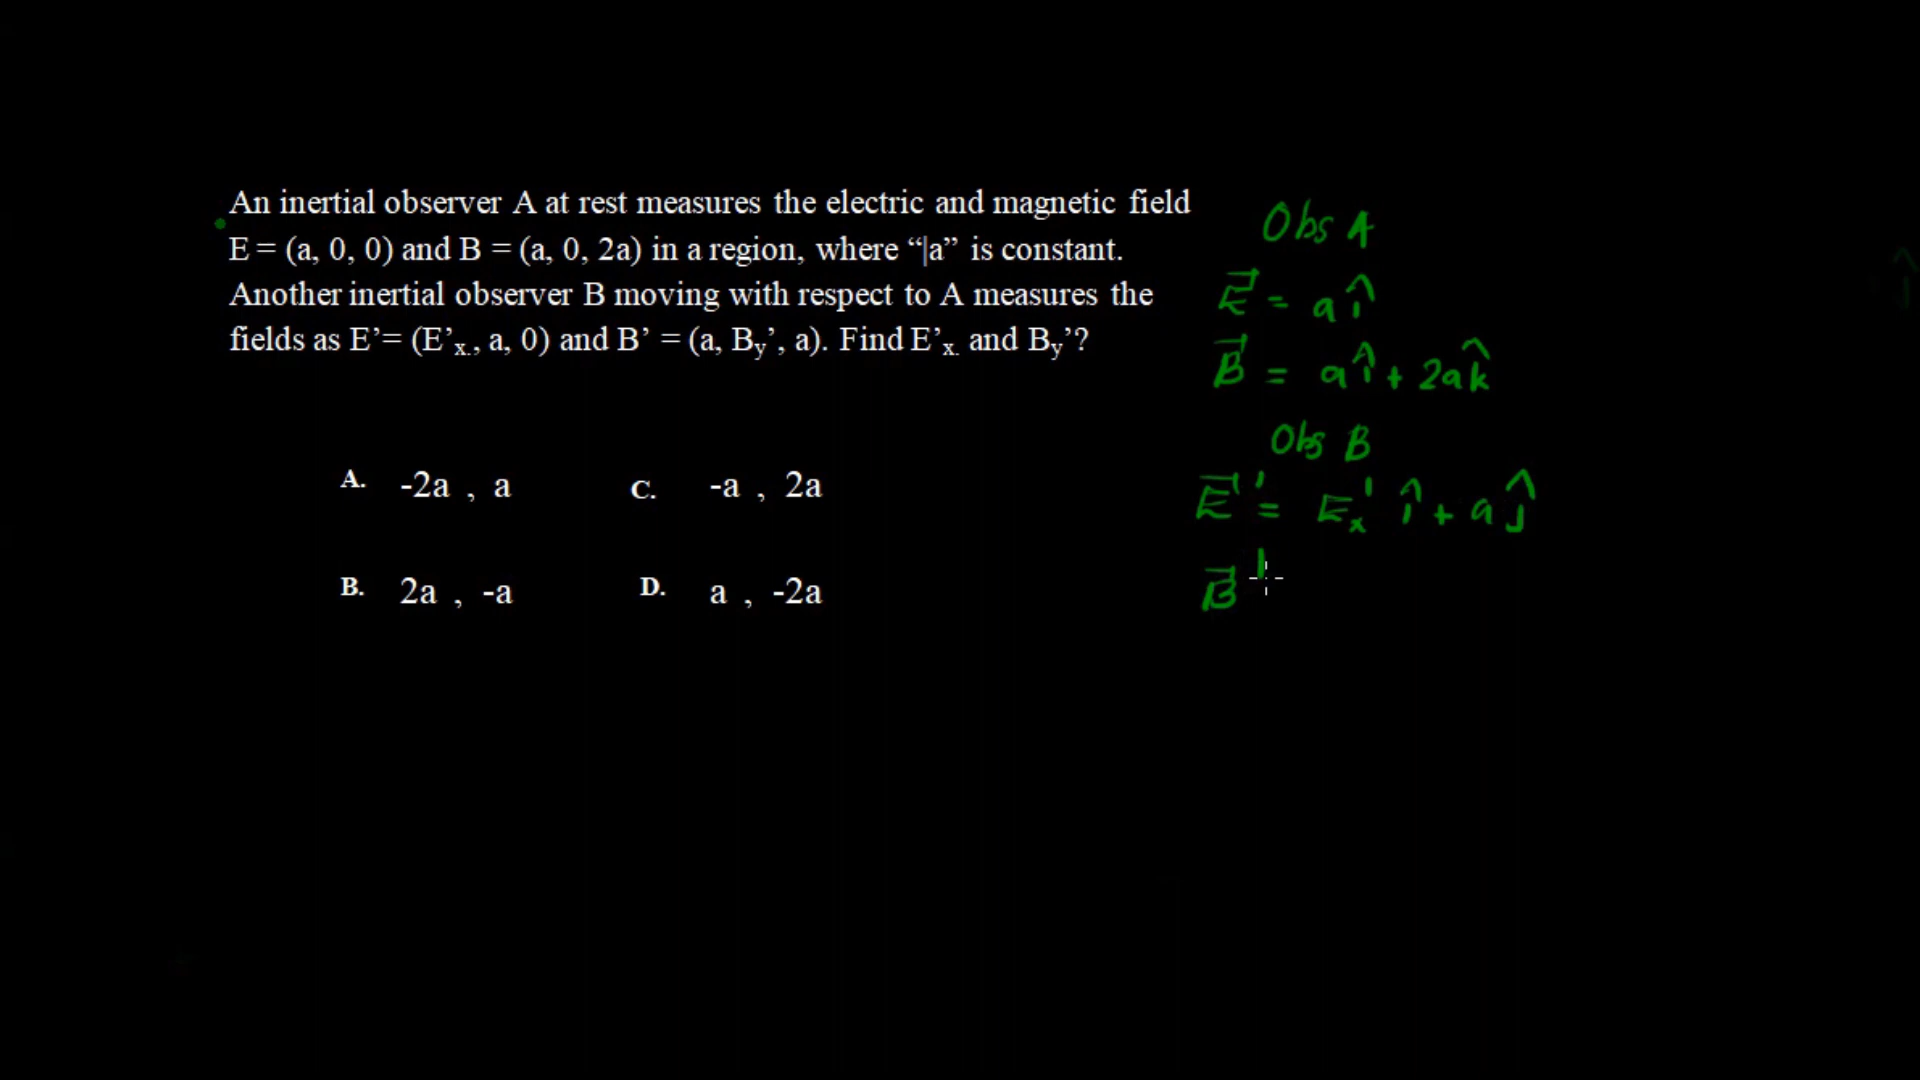 An inertial observer A at rest measures the electric and magnetic field
E = (a, 0, 0) and B = (a, 0, 2a) in a region, where “|a” is constant.
Another inertial observer B moving with respect to A measures the
fields as E’= (E’x., a, 0) and B’ = (a, By’, a). Find E’x. and By’?
A. -2a , a
C. -a , 2a
B. 2a , -a
D. a , -2a
Obs A
E⃗ = a î
B⃗ = a î + 2a k̂
Obs B
E⃗' = Ex' î + a ĵ
B⃗'